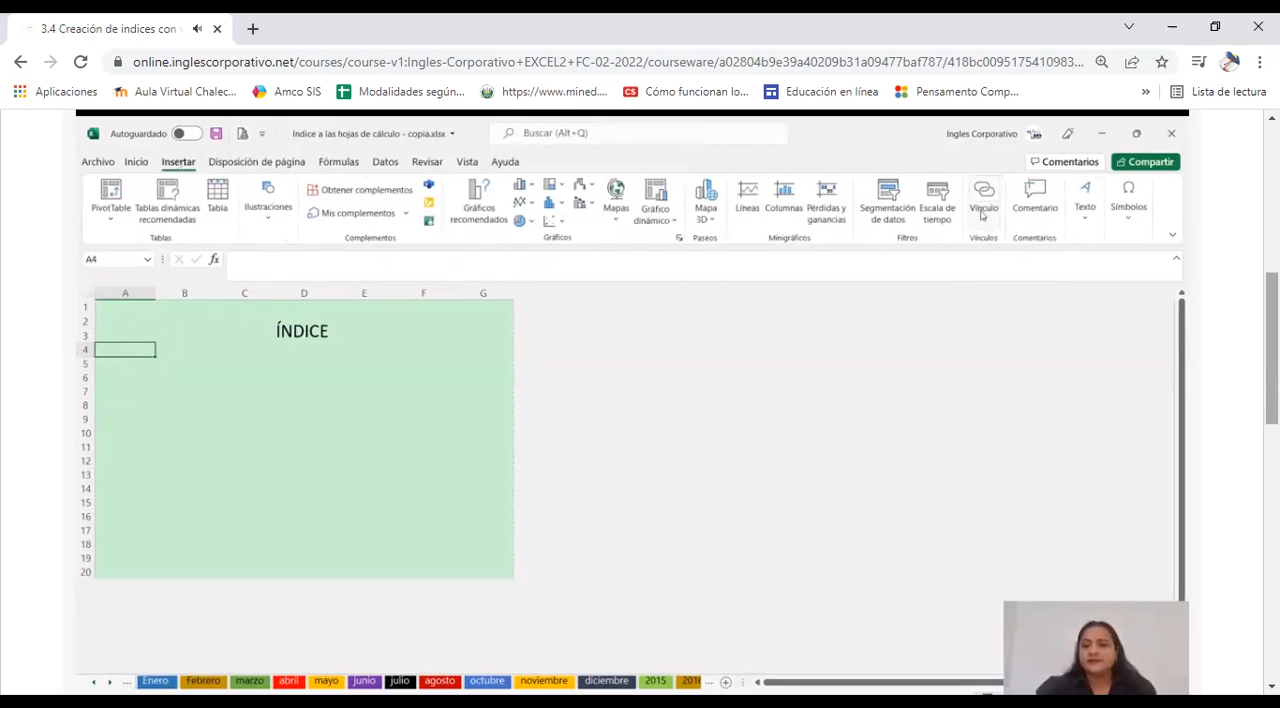 3.4 Creación de indices con
online.inglescorporativo.net/courses/course-v1:Ingles-Corporativo+EXCEL2+FC-02-2022/courseware/a02804b9e39a40209b31a09477baf787/418bc0095175410983...
Aplicaciones Aula Virtual Chalec... Amco SIS Modalidades según... https://www.mined... CS Cómo funcionar lo... Educación en línea Pensamento Comp... » Lista de lectura
Autoguardado Indice a las hojas de cálculo - copia.xlsx Buscar (Alt+Q) Ingles Corporativo
Archivo Inicio Insertar Disposición de página Fórmulas Datos Revisar Vista Ayuda Comentarios Compartir
Obtener complementos
Mis complementos
PivotTable Tablas dinámicas recomendadas Tabla Ilustraciones Gráficos recomendados Mapas Gráfico dinámico Mapa 3D Líneas Columnas Pérdidas y ganancias Segmentación de datos Escala de tiempo Vínculo Comentario Texto Símbolos
Tablas Complementos Gráficos Paseos Minigráficos Filtros Vínculos Comentarios
A4 fx
A B C D E F G
1
2
ÍNDICE
3
4
5
6
7
8
9
10
11
12
13
14
15
16
17
18
19
20
... Enero Febrero marzo abril mayo junio julio agosto octubre noviembre diciembre 2015 ...